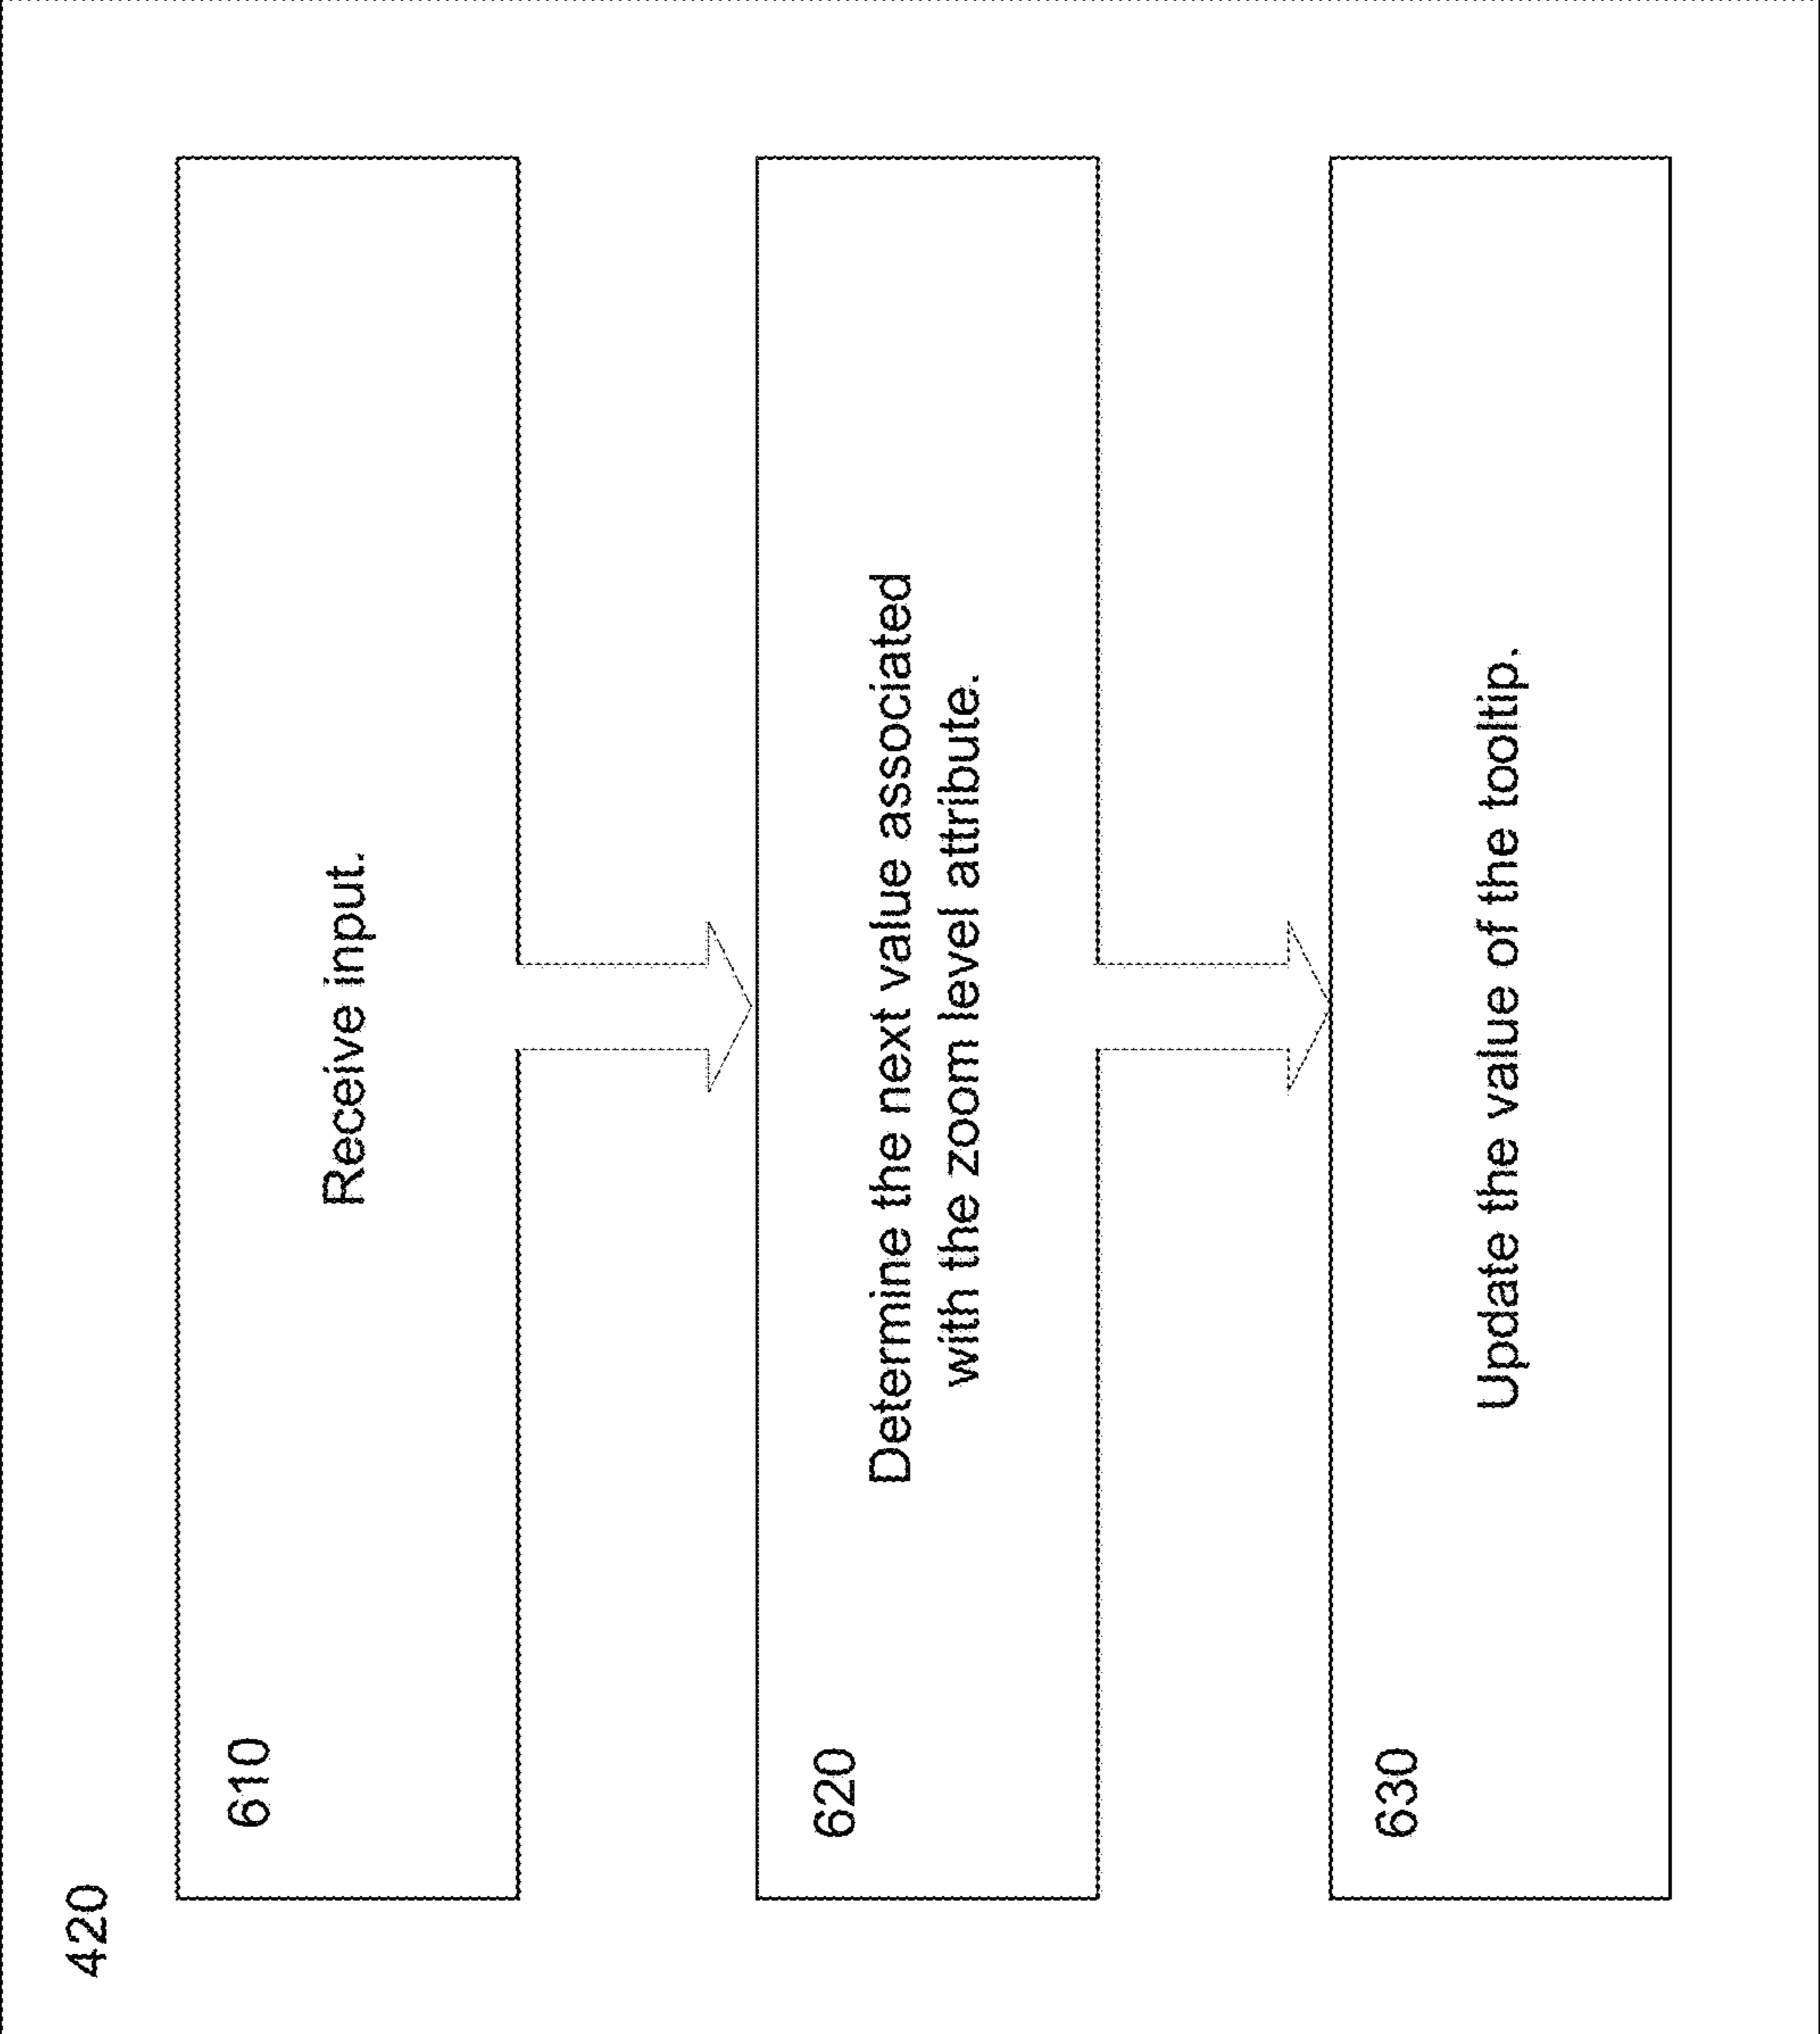 420
610
Receive input.
620
Determine the next value associated
with the zoom level attribute.
630
Update the value of the tooltip.